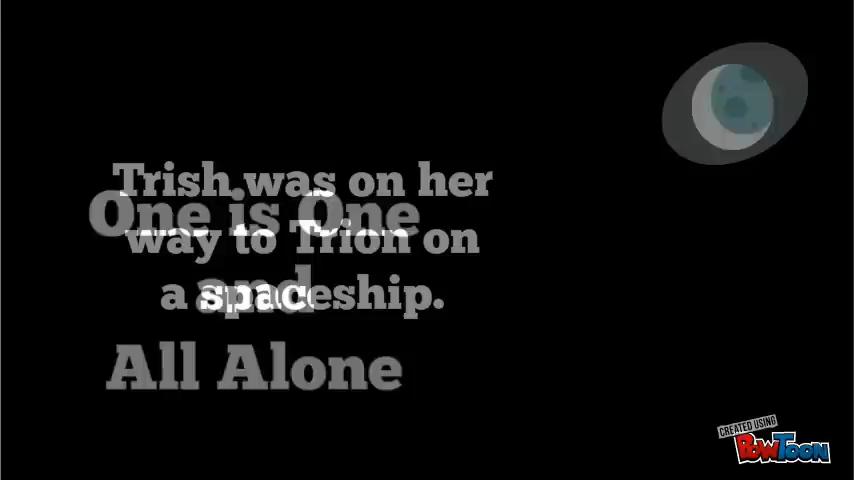 One is One
and
All Alone
Trish was on her
way to Trion on
a spaceship.
CREATED USING
POWTOON